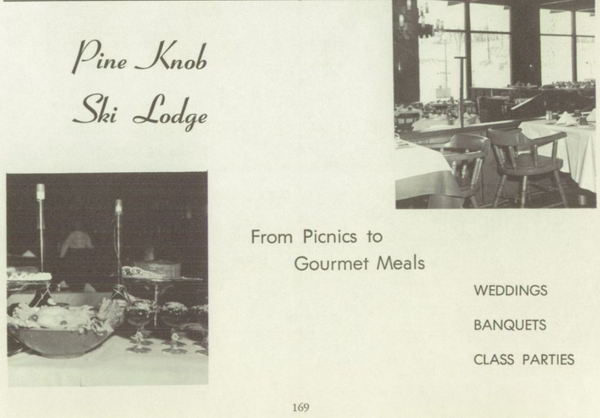 Pine Knob
Ski Lodge
From Picnics to
Gourmet Meals
WEDDINGS
BANQUETS
CLASS PARTIES
169